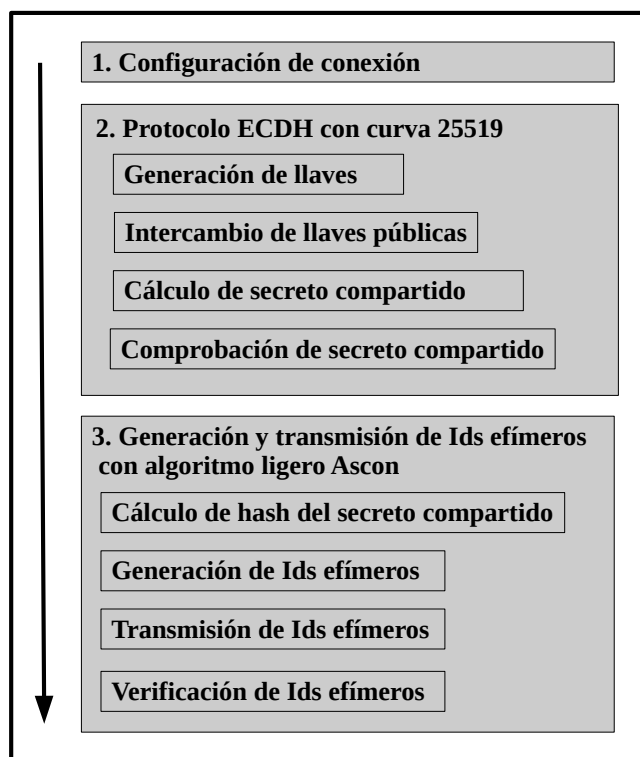 1. Configuración de conexión
2. Protocolo ECDH con curva 25519
Generación de llaves
Intercambio de llaves públicas
Cálculo de secreto compartido
Comprobación de secreto compartido
3. Generación y transmisión de Ids efímeros
con algoritmo ligero Ascon
Cálculo de hash del secreto compartido
Generación de Ids efímeros
Transmisión de Ids efímeros
Verificación de Ids efímeros